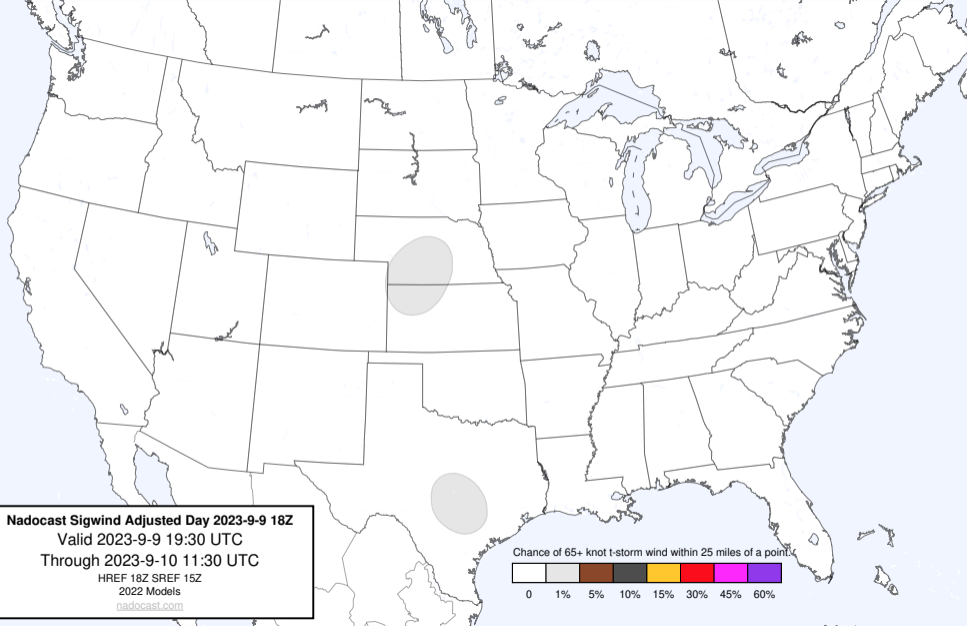 Nadocast Sigwind Adjusted Day 2023-9-9 18Z
Valid 2023-9-9 19:30 UTC
Through 2023-9-10 11:30 UTC
HREF 18Z SREF 15Z
2022 Models
nadocast.com
Chance of 65+ knot t-storm wind within 25 miles of a point.
0 1% 5% 10% 15% 30% 45% 60%